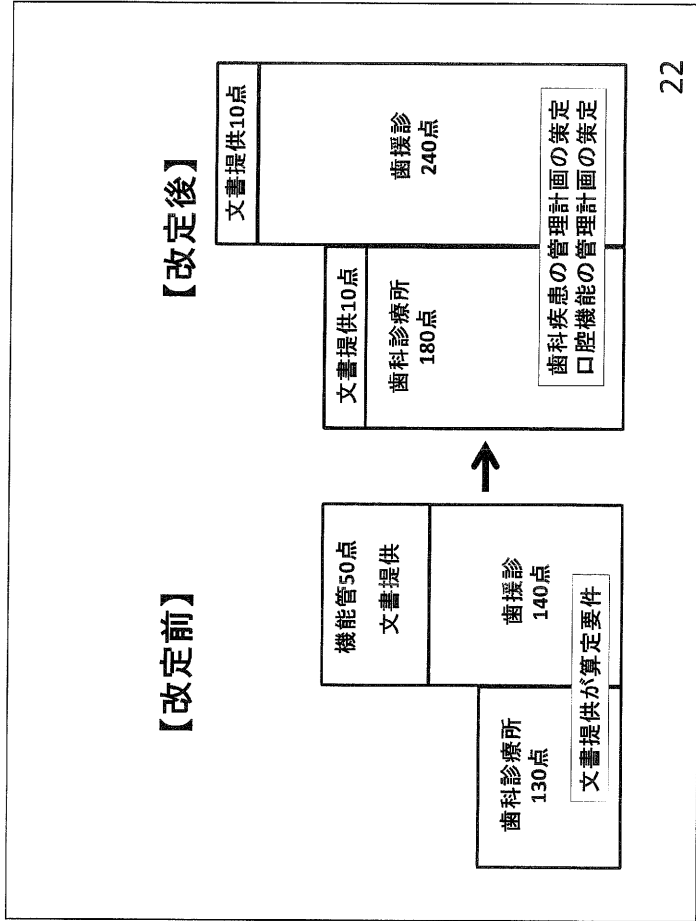 【改定前】
機能管50点
文書提供
歯科診療所
130点
歯援診
140点
文書提供が算定要件
→
【改定後】
文書提供10点
歯科診療所
180点
文書提供10点
歯援診
240点
歯科疾患の管理計画の策定
口腔機能の管理計画の策定
22